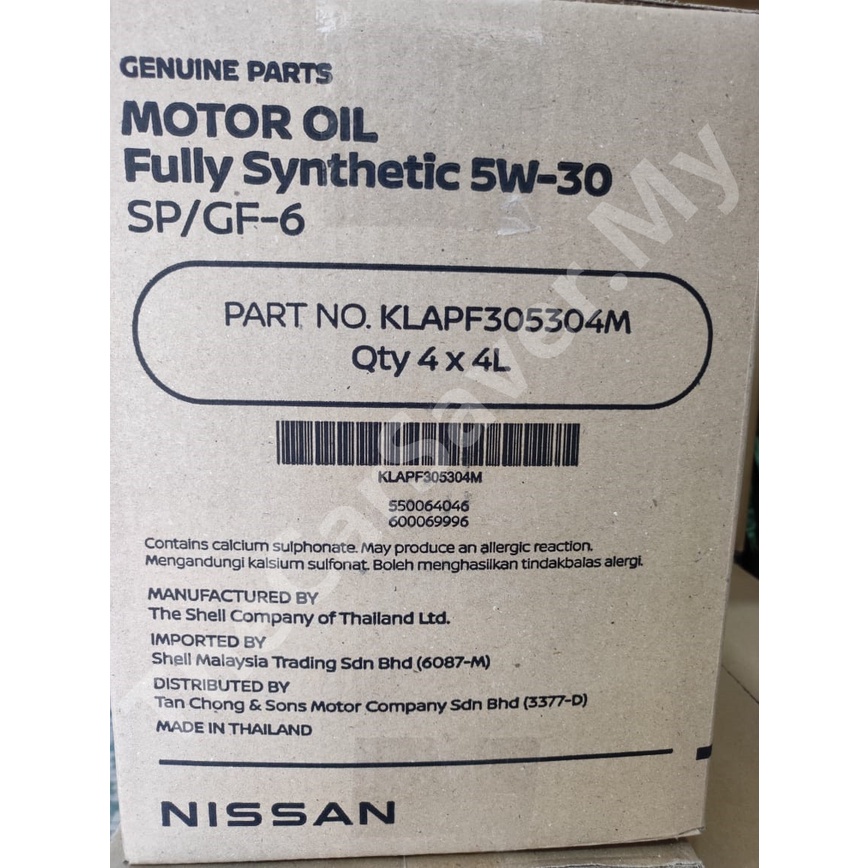 GENUINE PARTS
MOTOR OIL
Fully Synthetic 5W-30
SP/GF-6
PART NO. KLAPF305304M
Qty 4 x 4L
KLAPF305304M
550064046
600069996
Contains calcium sulphonate. May produce an allergic reaction.
Mengandungi kalsium sulfonat. Boleh menghasilkan tindakbalas alergi.
MANUFACTURED BY
The Shell Company of Thailand Ltd.
IMPORTED BY
Shell Malaysia Trading Sdn Bhd (6087-M)
DISTRIBUTED BY
Tan Chong & Sons Motor Company Sdn Bhd (3377-D)
MADE IN THAILAND
NISSAN